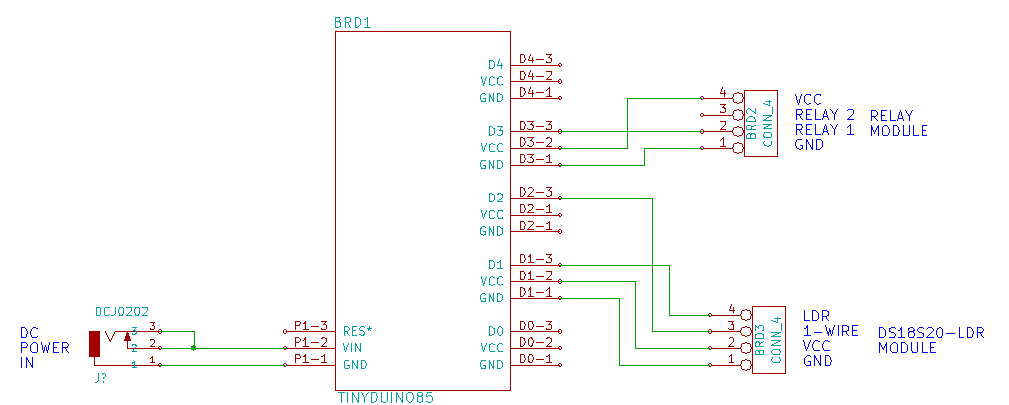 BRD1
D4 D4-3
VCC D4-2
GND D4-1
D3 D3-3
VCC D3-2
GND D3-1
D2 D2-3
VCC D2-1
GND D2-1
D1 D1-3
VCC D1-2
GND D1-1
D0 D0-3
VCC D0-2
GND D0-1
4
3
2
1
BRD2
CONN_4
VCC
RELAY 2
RELAY 1
GND
RELAY
MODULE
4
3
2
1
BRD3
CONN_4
LDR
1-WIRE
VCC
GND
DS18S20-LDR
MODULE
DCJ0202
DC
POWER
IN
3 3
2 2
1 1
J?
P1-3 RES*
P1-2 VIN
P1-1 GND
TINYDUINO85